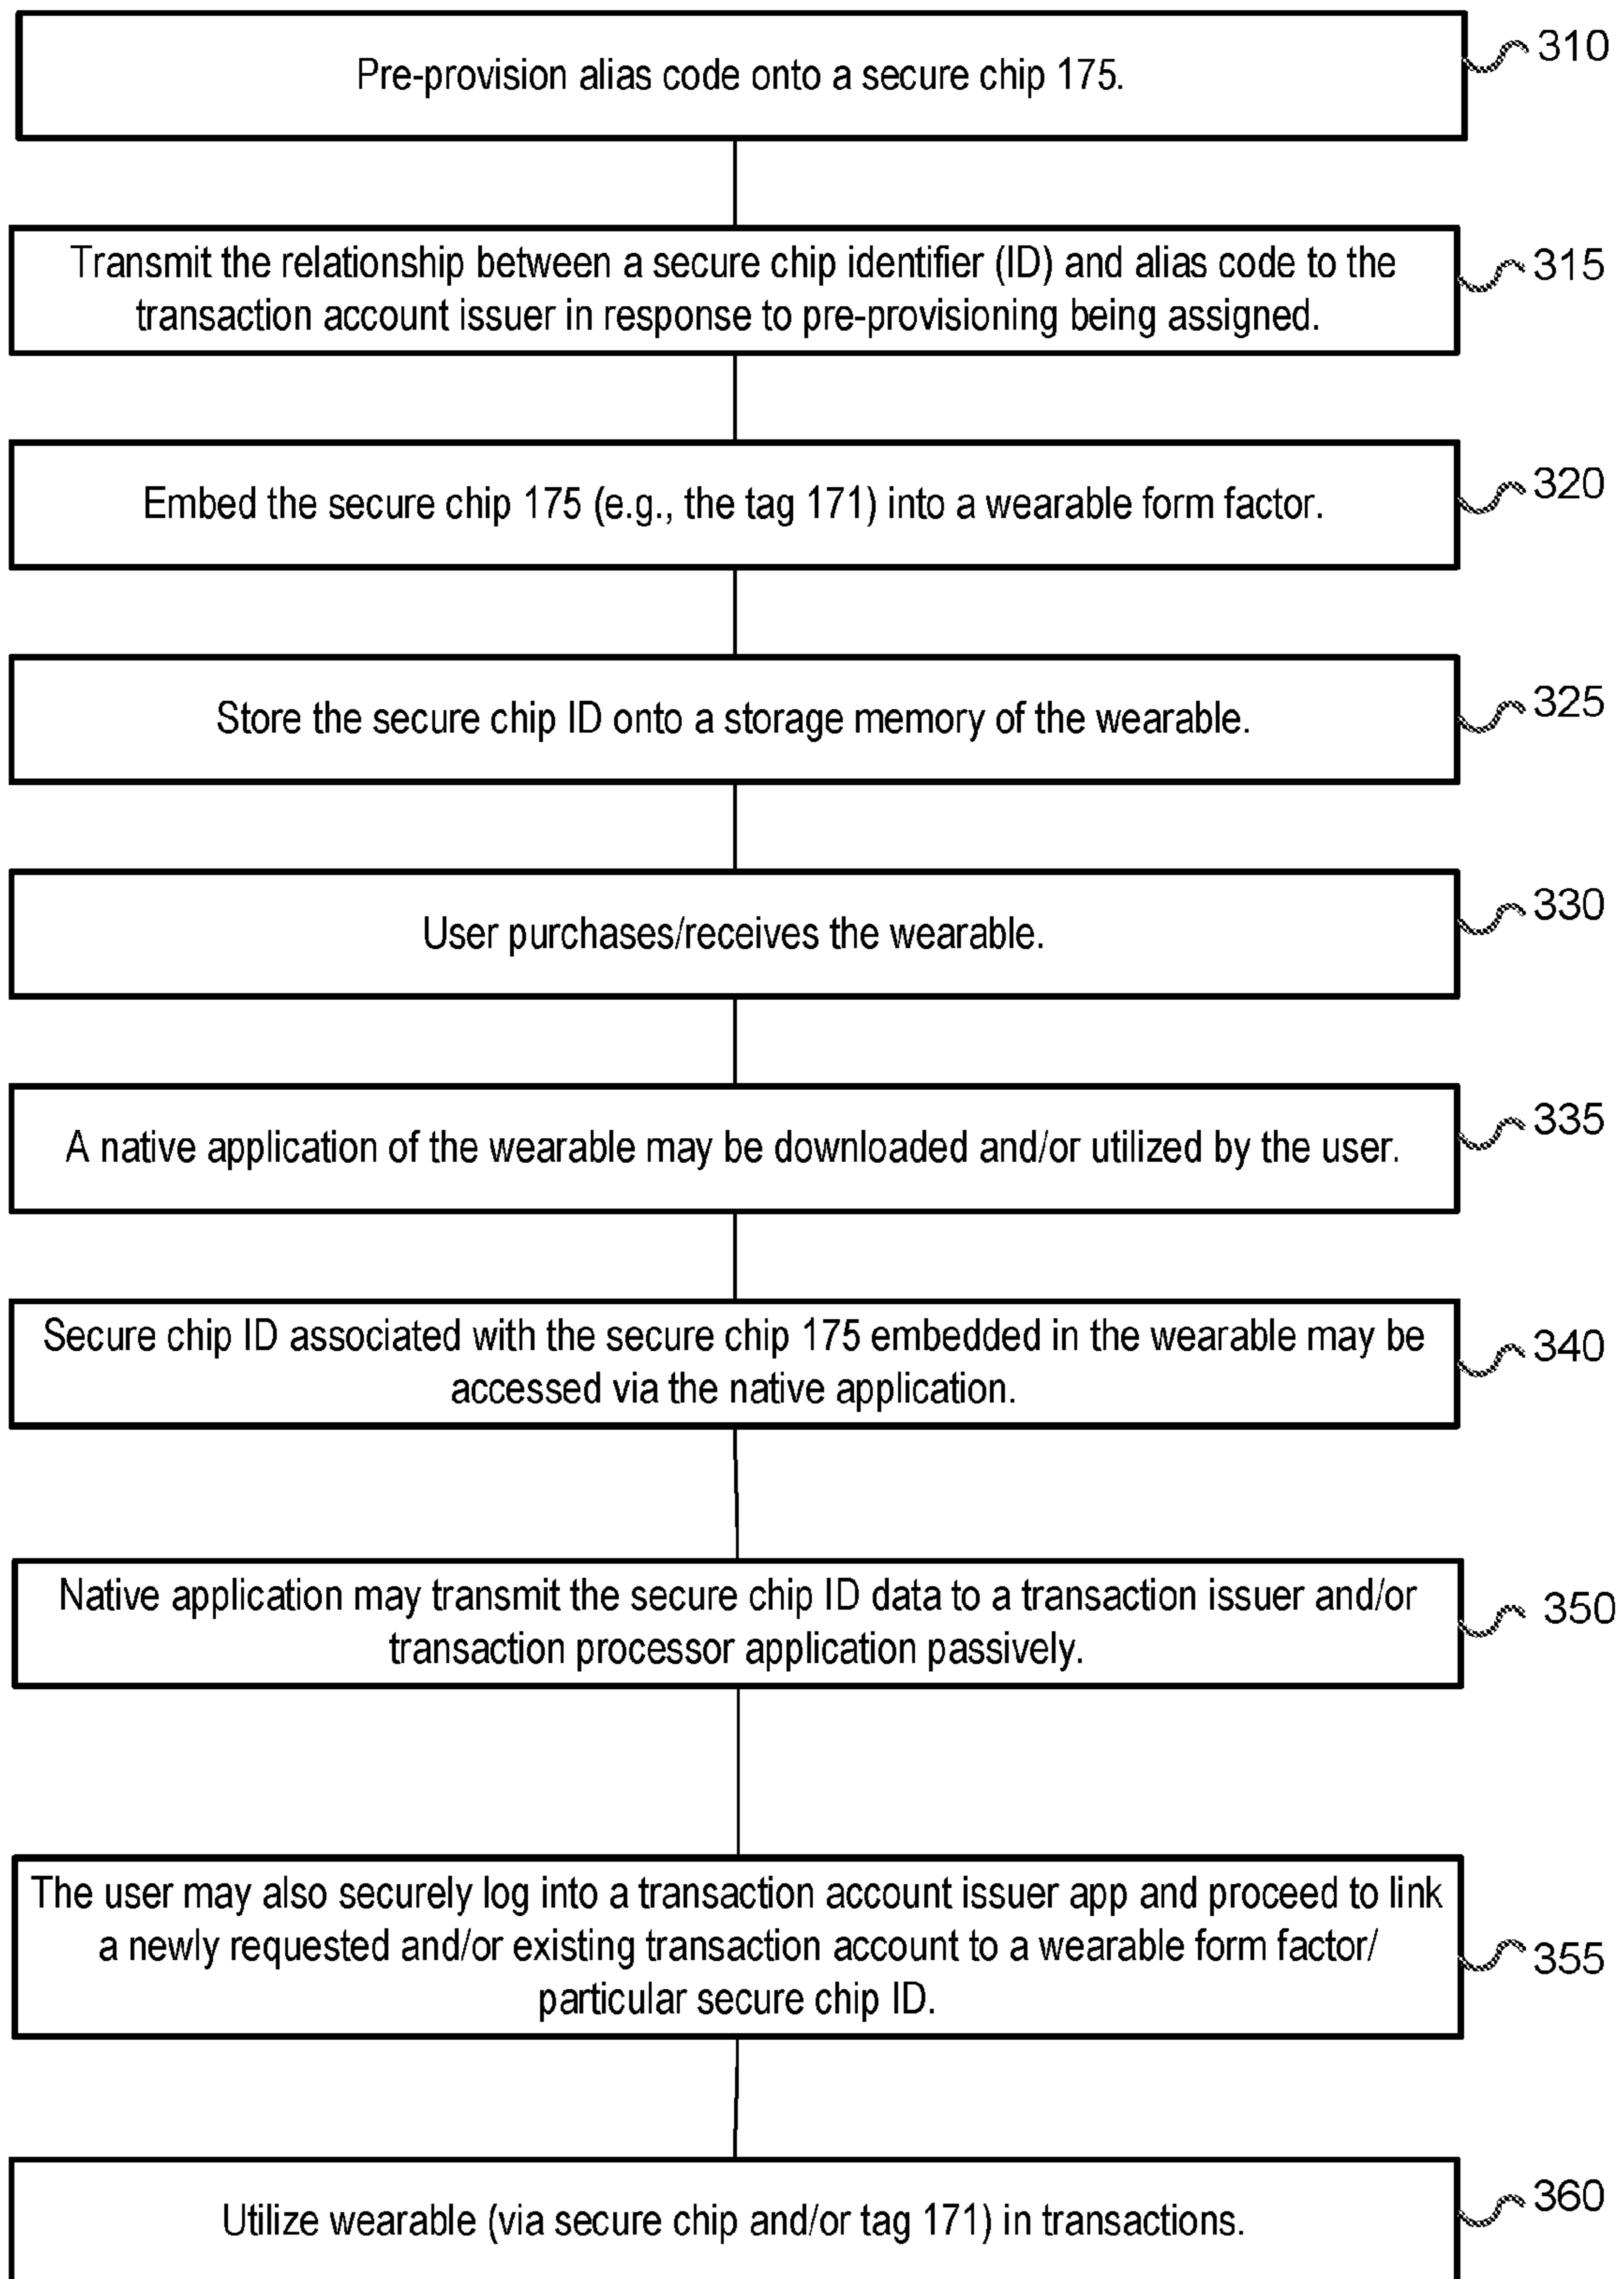 Pre-provision alias code onto a secure chip 175.
310
Transmit the relationship between a secure chip identifier (ID) and alias code to the
transaction account issuer in response to pre-provisioning being assigned.
315
Embed the secure chip 175 (e.g., the tag 171) into a wearable form factor.
320
Store the secure chip ID onto a storage memory of the wearable.
325
User purchases/receives the wearable.
330
A native application of the wearable may be downloaded and/or utilized by the user.
335
Secure chip ID associated with the secure chip 175 embedded in the wearable may be
accessed via the native application.
340
Native application may transmit the secure chip ID data to a transaction issuer and/or
transaction processor application passively.
350
The user may also securely log into a transaction account issuer app and proceed to link
a newly requested and/or existing transaction account to a wearable form factor/
particular secure chip ID.
355
Utilize wearable (via secure chip and/or tag 171) in transactions.
360